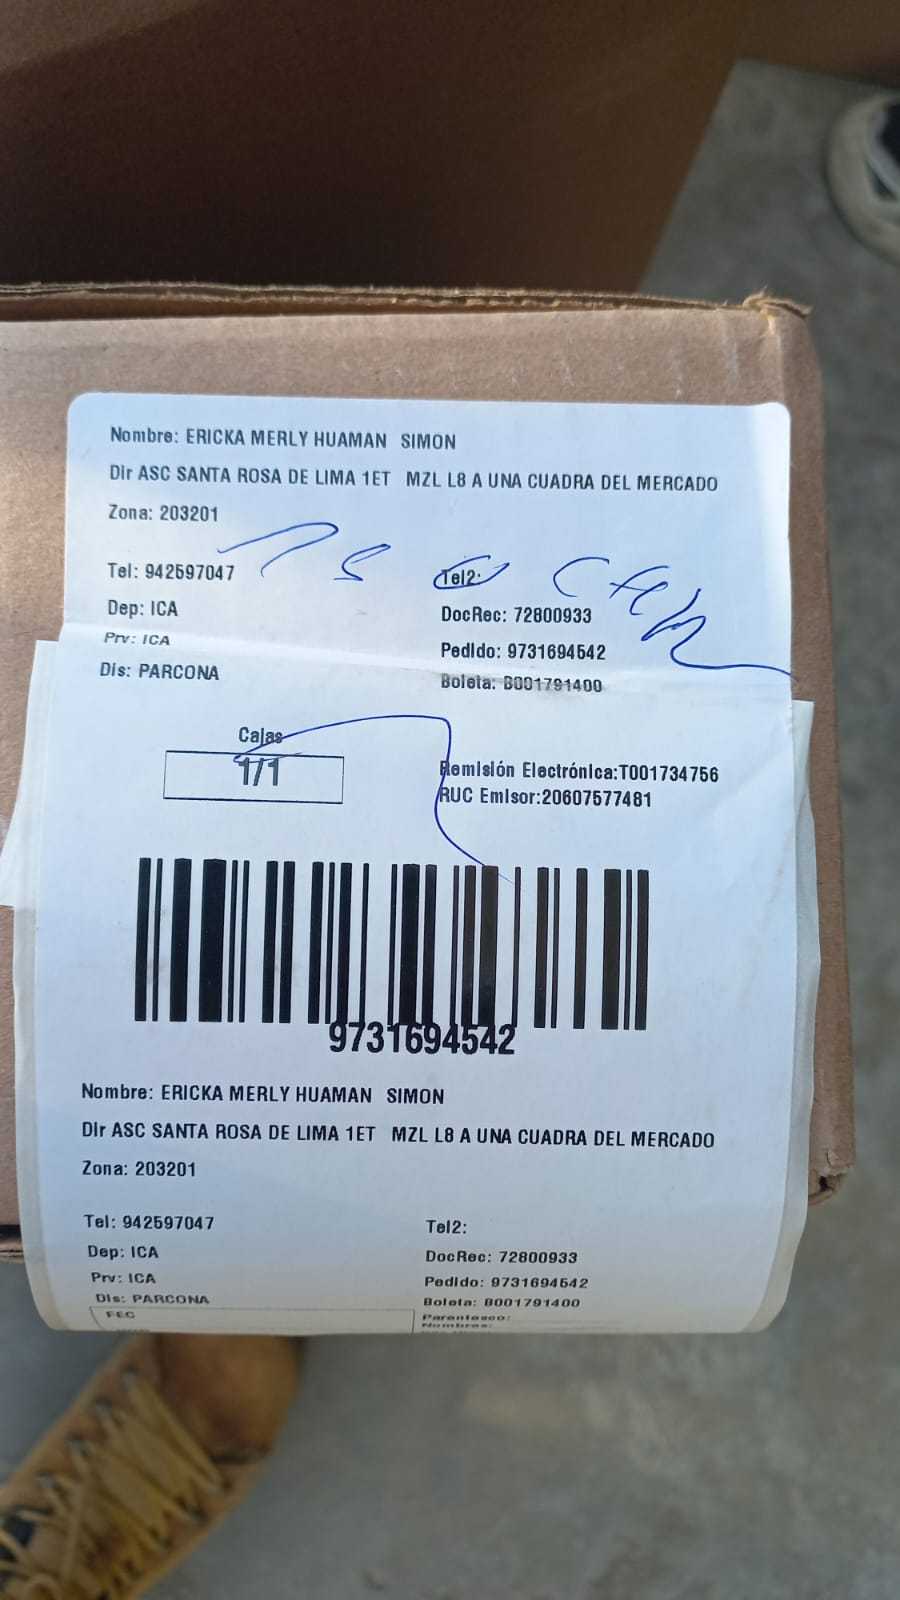 Nombre: ERICKA MERLY HUAMAN SIMON
Dir ASC SANTA ROSA DE LIMA 1ET MZL L8 A UNA CUADRA DEL MERCADO
Zona: 203201
Tel: 942597047 Tel2:
Dep: ICA DocRec: 72800933
Prv: ICA Pedido: 9731694542
Dis: PARCONA Boleta: B001791400
Cajas
1/1
Remisión Electrónica:T001734756
RUC Emisor:20607577481
9731694542
Nombre: ERICKA MERLY HUAMAN SIMON
Dir ASC SANTA ROSA DE LIMA 1ET MZL L8 A UNA CUADRA DEL MERCADO
Zona: 203201
Tel: 942597047 Tel2:
Dep: ICA DocRec: 72800933
Prv: ICA Pedido: 9731694542
Dis: PARCONA Boleta: B001791400
FEC Parentesco:
Nombres: